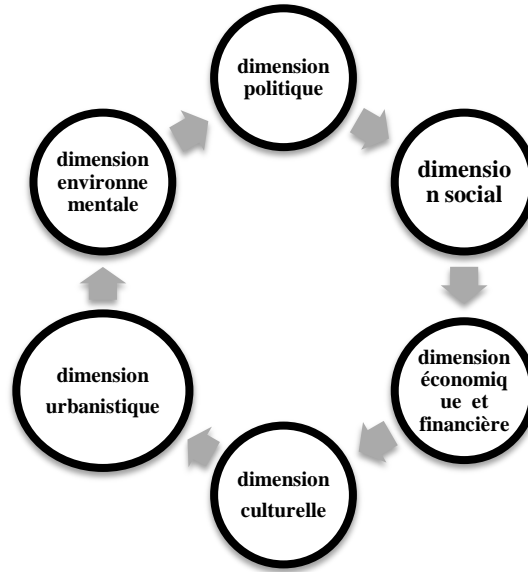 dimension
politique
dimensio
n social
dimension
économiq
ue et
financière
dimension
culturelle
dimension
urbanistique
dimension
environne
mentale